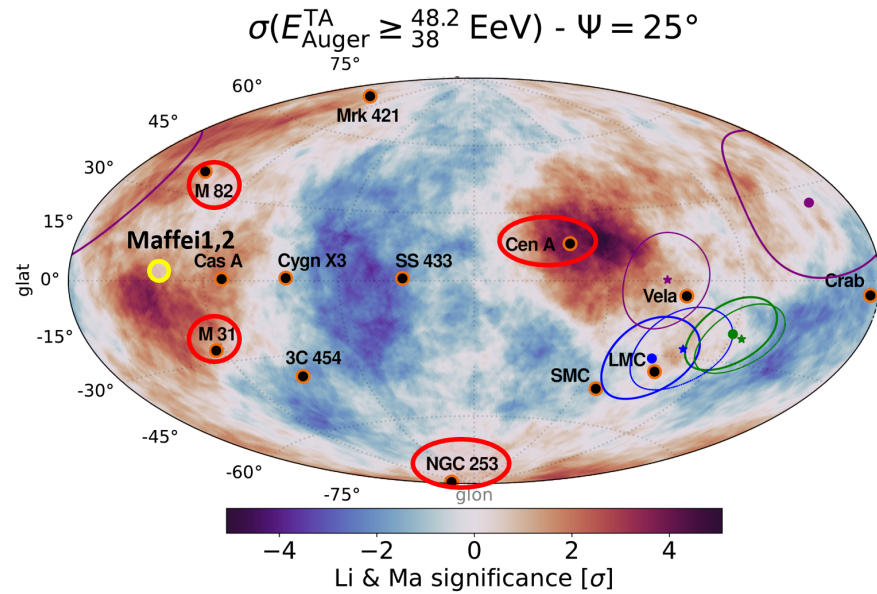 σ(E^TA_Auger ≥ ^48.2_38 EeV) - Ψ = 25°
75°
60°
Mrk 421
45°
30°
M 82
15°
Maffei1,2
Cen A
Cas A
Cygn X3
SS 433
glat
0°
Crab
Vela
-15°
M 31
3C 454
LMC
SMC
-30°
-45°
NGC 253
-60°
-75°
glon
−4
−2
0
2
4
Li & Ma significance [σ]